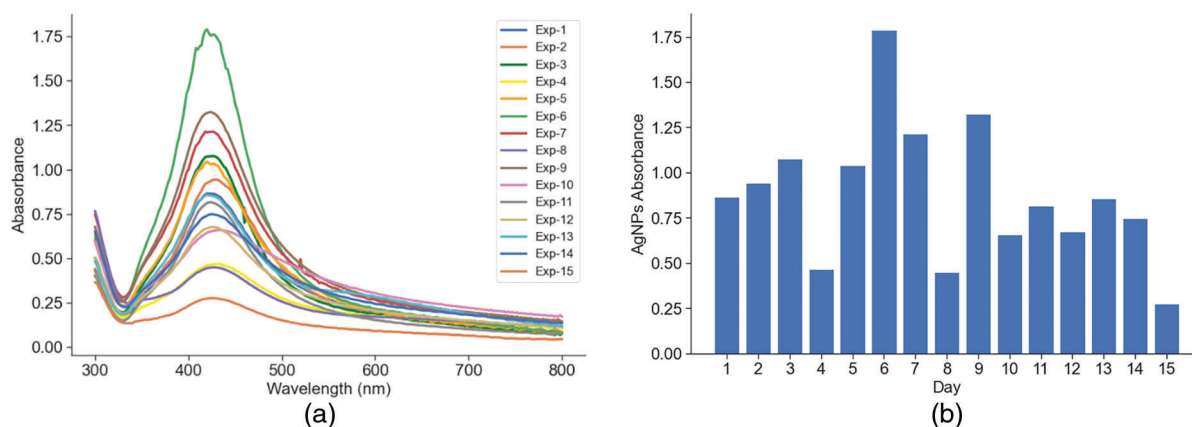 1.75
1.50
1.25
1.00
0.75
0.50
0.25
0.00
Abasorbance
300 400 500 600 700 800
Wavelength (nm)
Exp-1
Exp-2
Exp-3
Exp-4
Exp-5
Exp-6
Exp-7
Exp-8
Exp-9
Exp-10
Exp-11
Exp-12
Exp-13
Exp-14
Exp-15
(a)
1.75
1.50
1.25
1.00
0.75
0.50
0.25
0.00
AgNPs Absorbance
1 2 3 4 5 6 7 8 9 10 11 12 13 14 15
Day
(b)